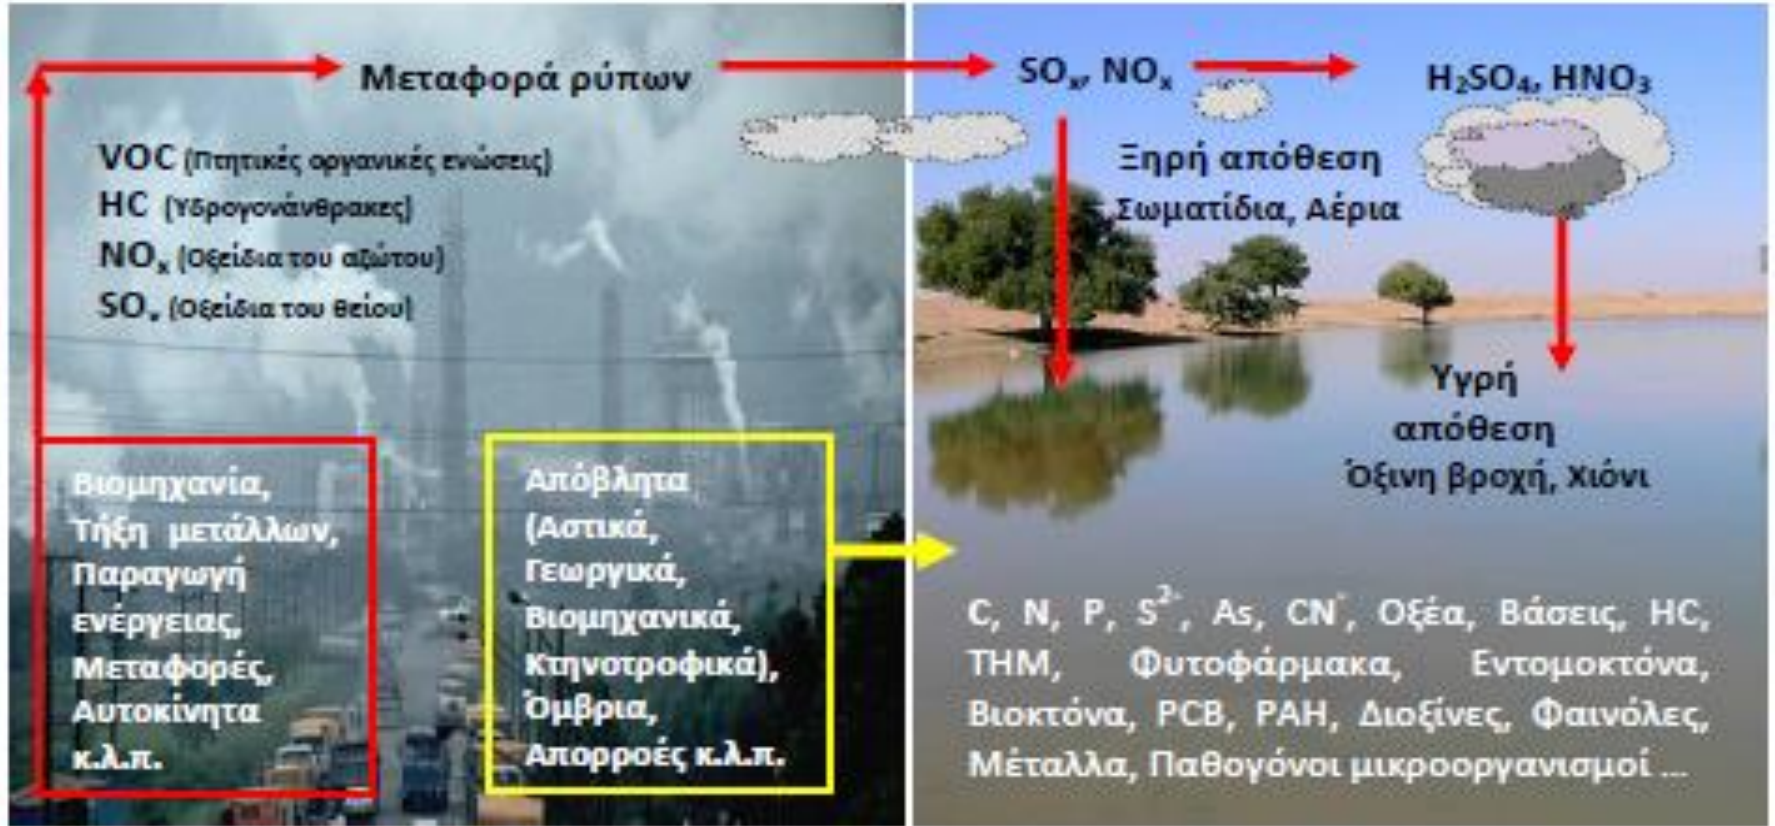 Μεταφορά ρύπων
VOC (Πτητικές οργανικές ενώσεις)
HC (Υδρογονάνθρακες)
NOx (Οξείδια του αζώτου)
SOx (Οξείδια του θείου)
Βιομηχανία,
Τήξη μετάλλων,
Παραγωγή
ενέργειας,
Μεταφορές,
Αυτοκίνητα
κ.λ.π.
Απόβλητα
(Αστικά,
Γεωργικά,
Βιομηχανικά,
Κτηνοτροφικά),
Όμβρια,
Απορροές κ.λ.π.
SOx, NOx
H₂SO₄, HNO₃
Ξηρή απόθεση
Σωματίδια, Αέρια
Υγρή
απόθεση
Όξινη βροχή, Χιόνι
C, N, P, S²⁻, As, CN⁻, Οξέα, Βάσεις, HC,
THM, Φυτοφάρμακα, Εντομοκτόνα,
Βιοκτόνα, PCB, PAH, Διοξίνες, Φαινόλες,
Μέταλλα, Παθογόνοι μικροοργανισμοί ...